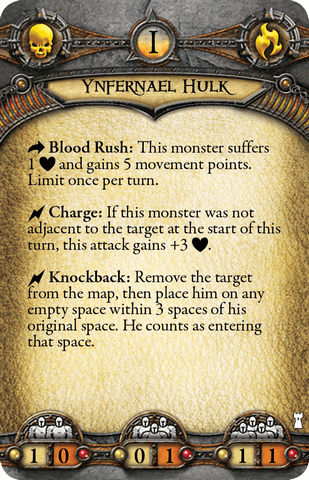 I
YNFERNAEL HULK
Blood Rush: This monster suffers
1 and gains 5 movement points.
Limit once per turn.
Charge: If this monster was not
adjacent to the target at the start of this
turn, this attack gains +3 .
Knockback: Remove the target
from the map, then place him on any
empty space within 3 spaces of his
original space. He counts as entering
that space.
1 0 0 1 1 1